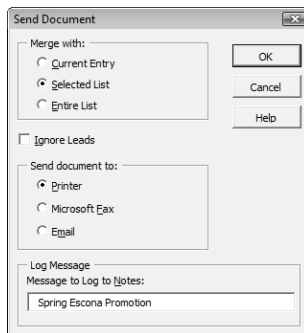 Send Document
Merge with:
Current Entry
Selected List
Entire List
OK
Cancel
Help
Ignore Leads
Send document to:
Printer
Microsoft Fax
Email
Log Message
Message to Log to Notes:
Spring Escona Promotion